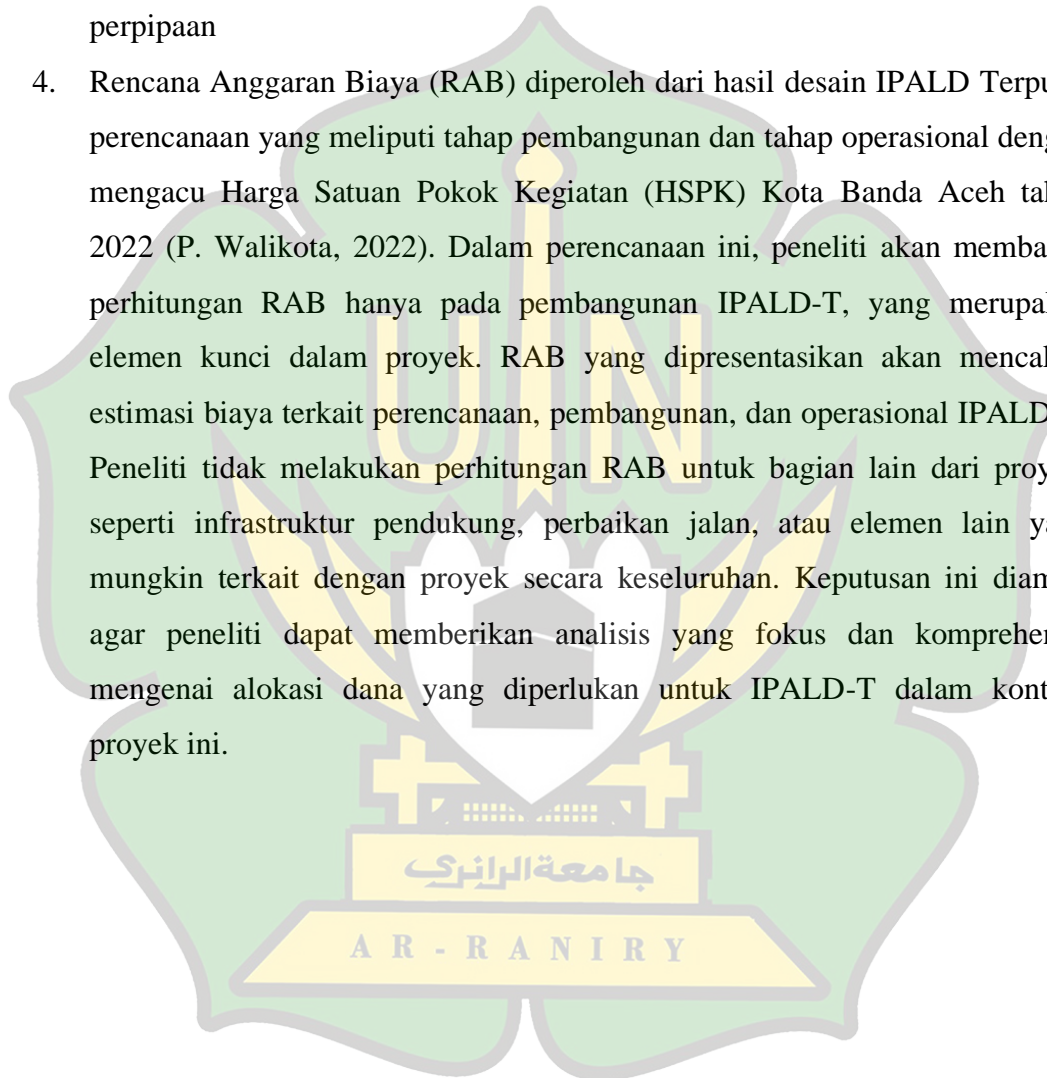 perpipaan
4. Rencana Anggaran Biaya (RAB) diperoleh dari hasil desain IPALD Terpu
perencanaan yang meliputi tahap pembangunan dan tahap operasional deng
mengacu Harga Satuan Pokok Kegiatan (HSPK) Kota Banda Aceh tah
2022 (P. Walikota, 2022). Dalam perencanaan ini, peneliti akan membat
perhitungan RAB hanya pada pembangunan IPALD-T, yang merupak
elemen kunci dalam proyek. RAB yang dipresentasikan akan mencak
estimasi biaya terkait perencanaan, pembangunan, dan operasional IPALD
Peneliti tidak melakukan perhitungan RAB untuk bagian lain dari proy
seperti infrastruktur pendukung, perbaikan jalan, atau elemen lain ya
mungkin terkait dengan proyek secara keseluruhan. Keputusan ini diam
agar peneliti dapat memberikan analisis yang fokus dan komprehen
mengenai alokasi dana yang diperlukan untuk IPALD-T dalam kont
proyek ini.
UIN
جامعة الرانري
AR-RANIRY